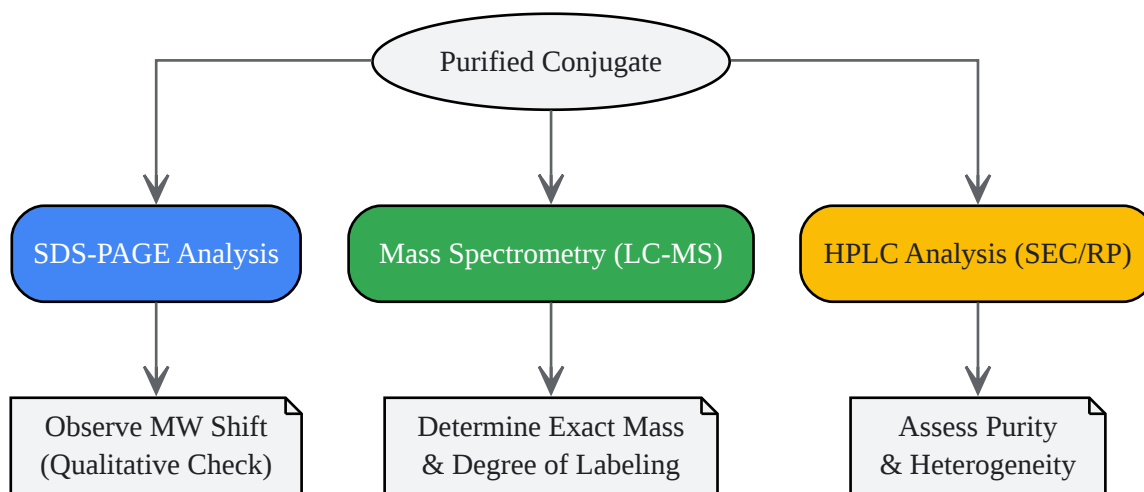 Purified Conjugate
SDS-PAGE Analysis
Mass Spectrometry (LC-MS)
HPLC Analysis (SEC/RP)
Observe MW Shift
(Qualitative Check)
Determine Exact Mass
& Degree of Labeling
Assess Purity
& Heterogeneity